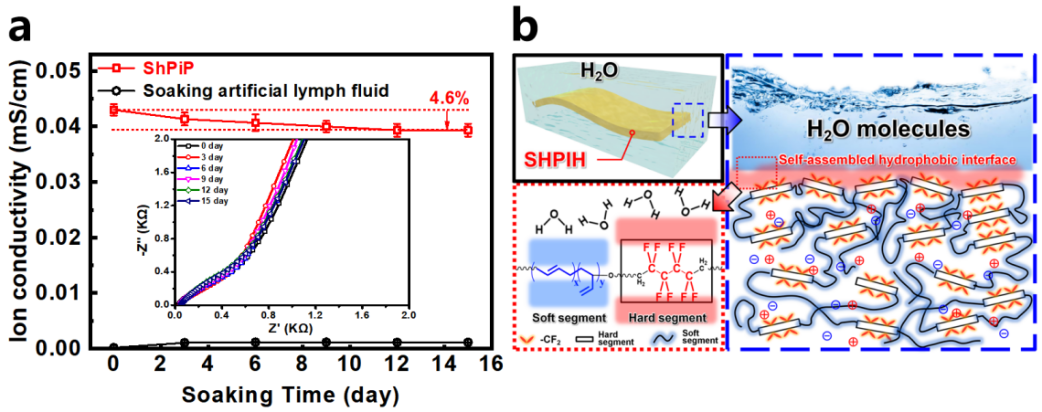 a
ShPiP
Soaking artificial lymph fluid
4.6%
0.05
0.04
0.03
0.02
0.01
0.00
Ion conductivity (mS/cm)
0 2 4 6 8 10 12 14 16
Soaking Time (day)
0 day
3 day
6 day
9 day
12 day
15 day
2.0
1.6
1.2
0.8
0.4
0.0
-Z'' (KΩ)
0.0 0.4 0.8 1.2 1.6 2.0
Z' (KΩ)
b
H2O
SHPIH
H2O molecules
Self-assembled hydrophobic interface
H H O
H O H
H O H
H O H
F F F F
C C C C
C C
F F F F
H2
C
C
H2
O
x y
Soft segment
Hard segment
-CF2
Hard
segment
Soft
segment